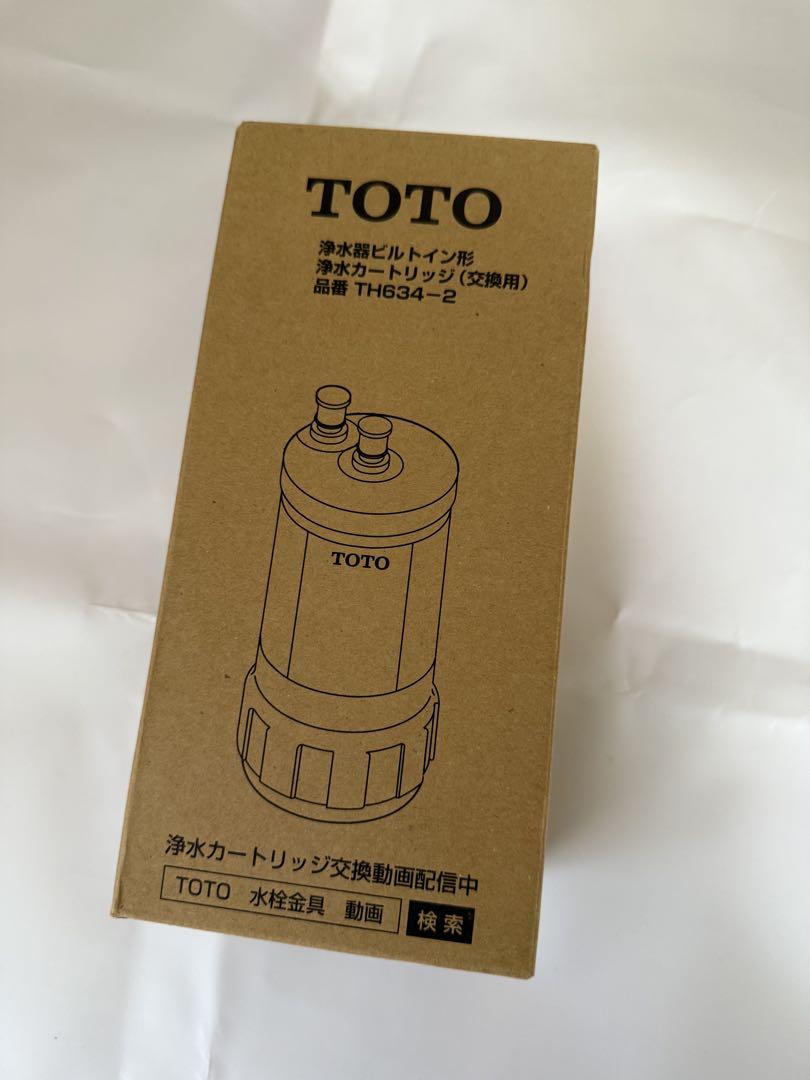 TOTO
浄水器ビルトイン形
浄水カートリッジ（交換用）
品番 TH634-2
TOTO
浄水カートリッジ交換動画配信中
TOTO 水栓金具 動画 検索